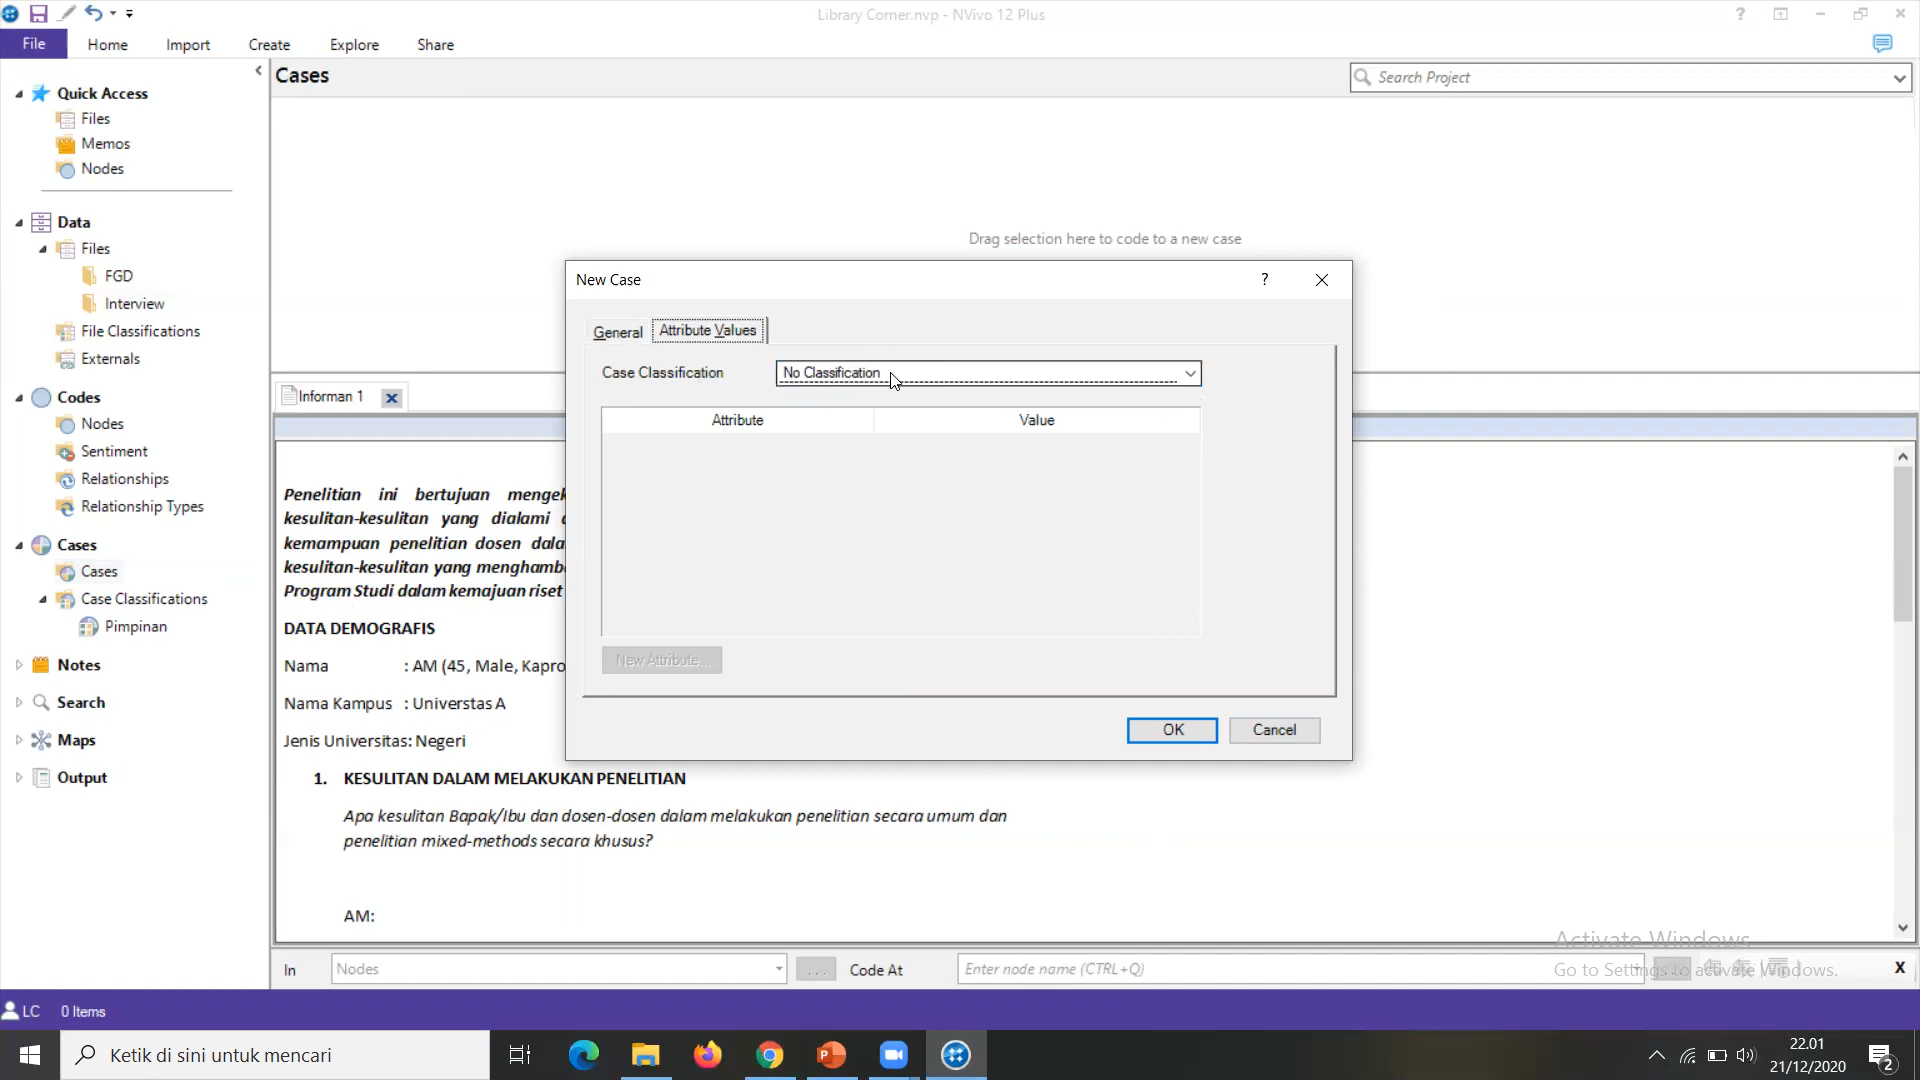 Library Corner.nvp - NVivo 12 Plus
File Home Import Create Explore Share
Cases
Search Project
Quick Access
Files
Memos
Nodes
Data
Files
FGD
Interview
File Classifications
Externals
Codes
Nodes
Sentiment
Relationships
Relationship Types
Cases
Cases
Case Classifications
Pimpinan
Notes
Search
Maps
Output
Drag selection here to code to a new case
New Case
?
General Attribute Values
Case Classification No Classification
Attribute Value
New Attribute...
OK Cancel
Informan 1
Penelitian ini bertujuan mengek
kesulitan-kesulitan yang dialami
kemampuan penelitian dosen dala
kesulitan-kesulitan yang menghamb
Program Studi dalam kemajuan riset
DATA DEMOGRAFIS
Nama : AM (45, Male, Kapro
Nama Kampus : Universtas A
Jenis Universitas: Negeri
1. KESULITAN DALAM MELAKUKAN PENELITIAN
Apa kesulitan Bapak/Ibu dan dosen-dosen dalam melakukan penelitian secara umum dan
penelitian mixed-methods secara khusus?
AM:
Activate Windows
Go to Settings to activate Windows.
In Nodes ... Code At Enter node name (CTRL+Q) X
LC 0 Items
Ketik di sini untuk mencari
22.01
21/12/2020
2